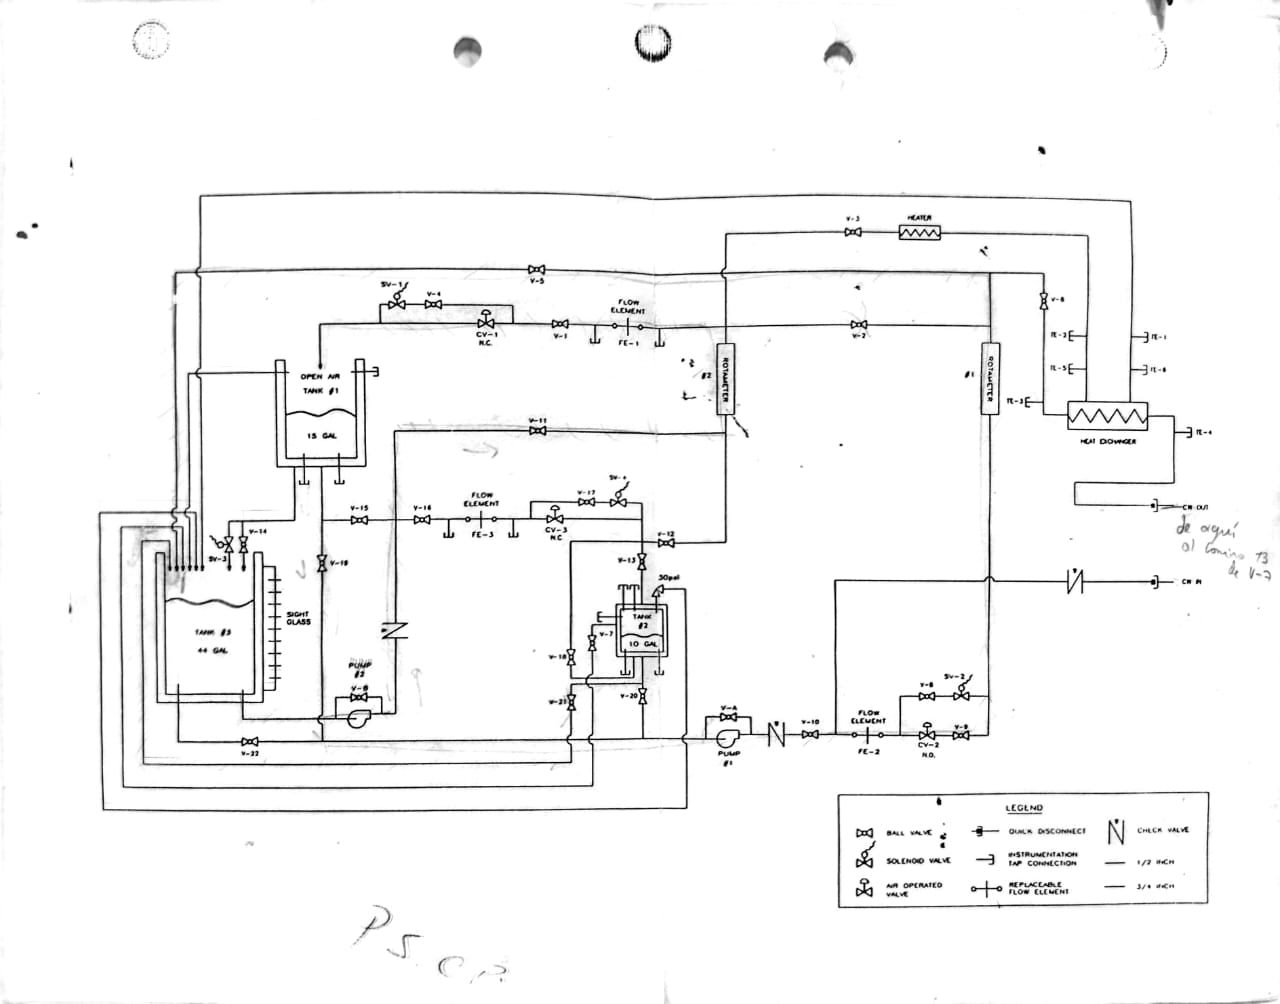 V-3
HEATER
V-5
SV-1
V-4
V-6
FLOW
ELEMENT
CV-1
N.C.
V-1
FE-1
V-2
TE-2
TE-1
#2
ROTAMETER
#1
ROTAMETER
TE-5
TE-6
OPEN AIR
TANK #1
TE-3
15 GAL
V-11
TE-4
HEAT EXCHANGER
SV-4
V-17
FLOW
ELEMENT
V-15
V-16
CW OUT
FE-3
CV-3
N.C.
V-14
V-12
de aquí
al camino 13
de V-7
SV-3
V-19
V-13
30psi
CW IN
SIGHT
GLASS
TANK
#2
TANK #3
V-7
44 GAL
10 GAL
V-18
PUMP
#2
V-B
SV-2
V-8
V-21
V-20
V-A
FLOW
ELEMENT
V-10
V-22
PUMP
#1
FE-2
CV-2
N.O.
V-9
LEGEND
BALL VALVE
QUICK DISCONNECT
CHECK VALVE
SOLENOID VALVE
INSTRUMENTATION
TAP CONNECTION
1/2 INCH
AIR OPERATED
VALVE
REPLACEABLE
FLOW ELEMENT
3/4 INCH